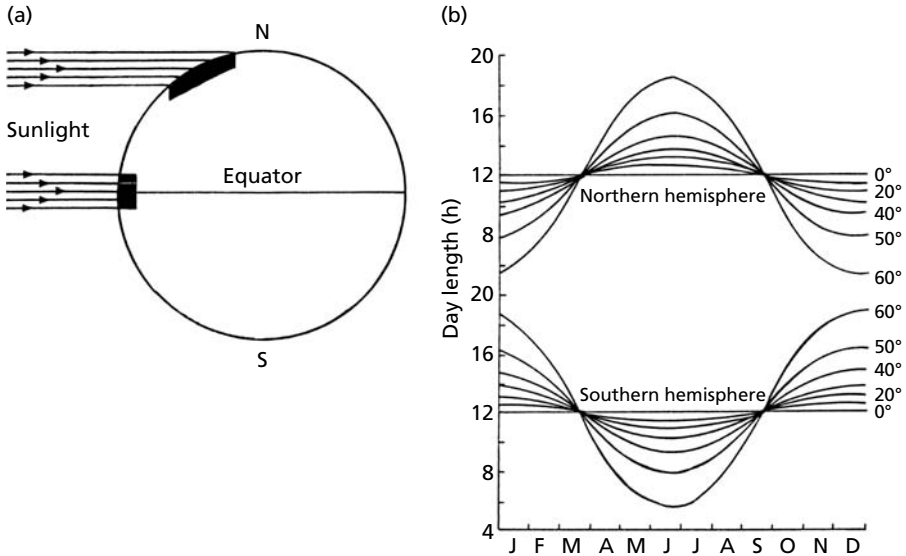 (a)
N
Sunlight
Equator
S
(b)
Day length (h)
20
16
12
8
20
16
12
8
4
Northern hemisphere
0°
20°
40°
50°
60°
Southern hemisphere
60°
50°
40°
20°
0°
J F M A M J J A S O N D